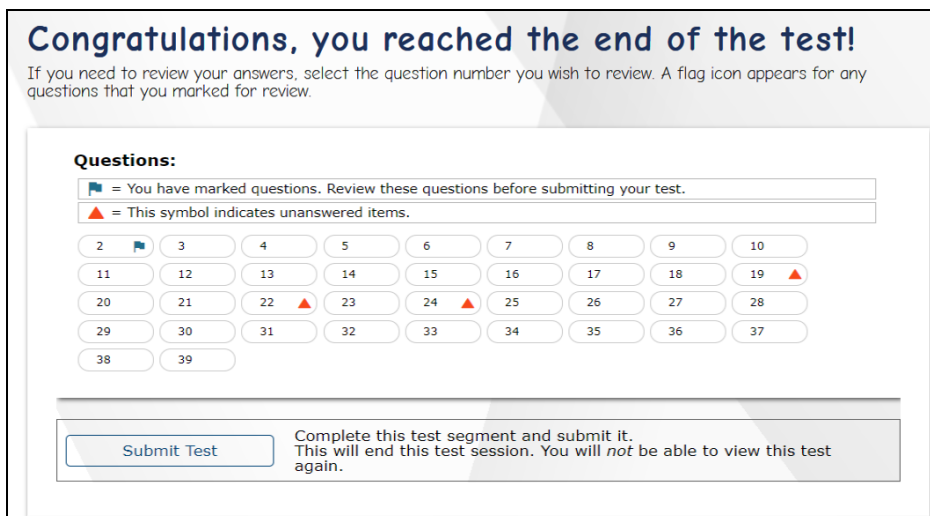 Congratulations, you reached the end of the test!
If you need to review your answers, select the question number you wish to review. A flag icon appears for any
questions that you marked for review.
Questions:
= You have marked questions. Review these questions before submitting your test.
= This symbol indicates unanswered items.
2 3 4 5 6 7 8 9 10
11 12 13 14 15 16 17 18 19
20 21 22 23 24 25 26 27 28
29 30 31 32 33 34 35 36 37
38 39
Submit Test
Complete this test segment and submit it.
This will end this test session. You will not be able to view this test
again.